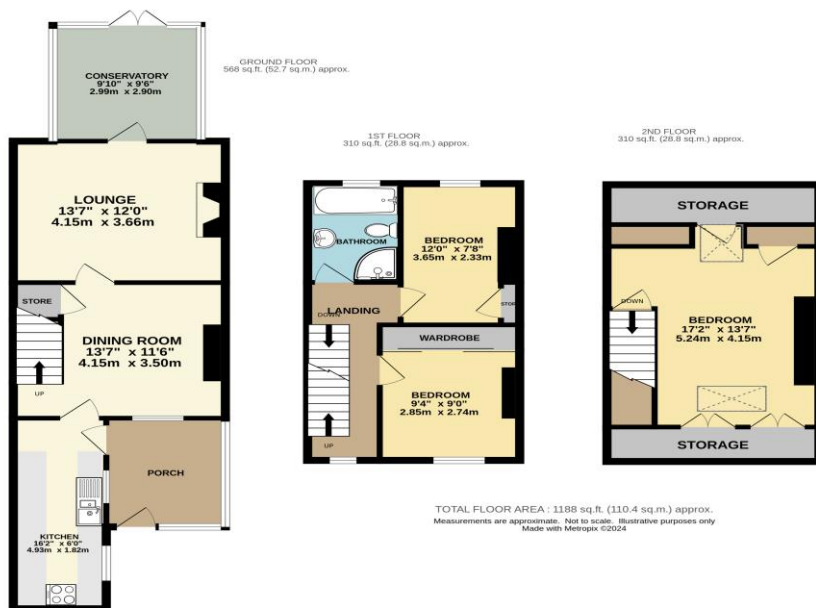 GROUND FLOOR
568 sq.ft. (52.7 sq.m.) approx.
CONSERVATORY
9'10" x 9'6"
2.99m x 2.90m
LOUNGE
13'7" x 12'0"
4.15m x 3.66m
STORE
DINING ROOM
13'7" x 11'6"
4.15m x 3.50m
UP
PORCH
KITCHEN
16'2" x 6'0"
4.93m x 1.82m
1ST FLOOR
310 sq.ft. (28.8 sq.m.) approx.
BATHROOM
BEDROOM
12'0" x 7'8"
3.65m x 2.33m
STOR
LANDING
DOWN
WARDROBE
BEDROOM
9'4" x 9'0"
2.85m x 2.74m
UP
2ND FLOOR
310 sq.ft. (28.8 sq.m.) approx.
STORAGE
DOWN
BEDROOM
17'2" x 13'7"
5.24m x 4.15m
STORAGE
TOTAL FLOOR AREA : 1188 sq.ft. (110.4 sq.m.) approx.
Measurements are approximate. Not to scale. Illustrative purposes only
Made with Metropix ©2024